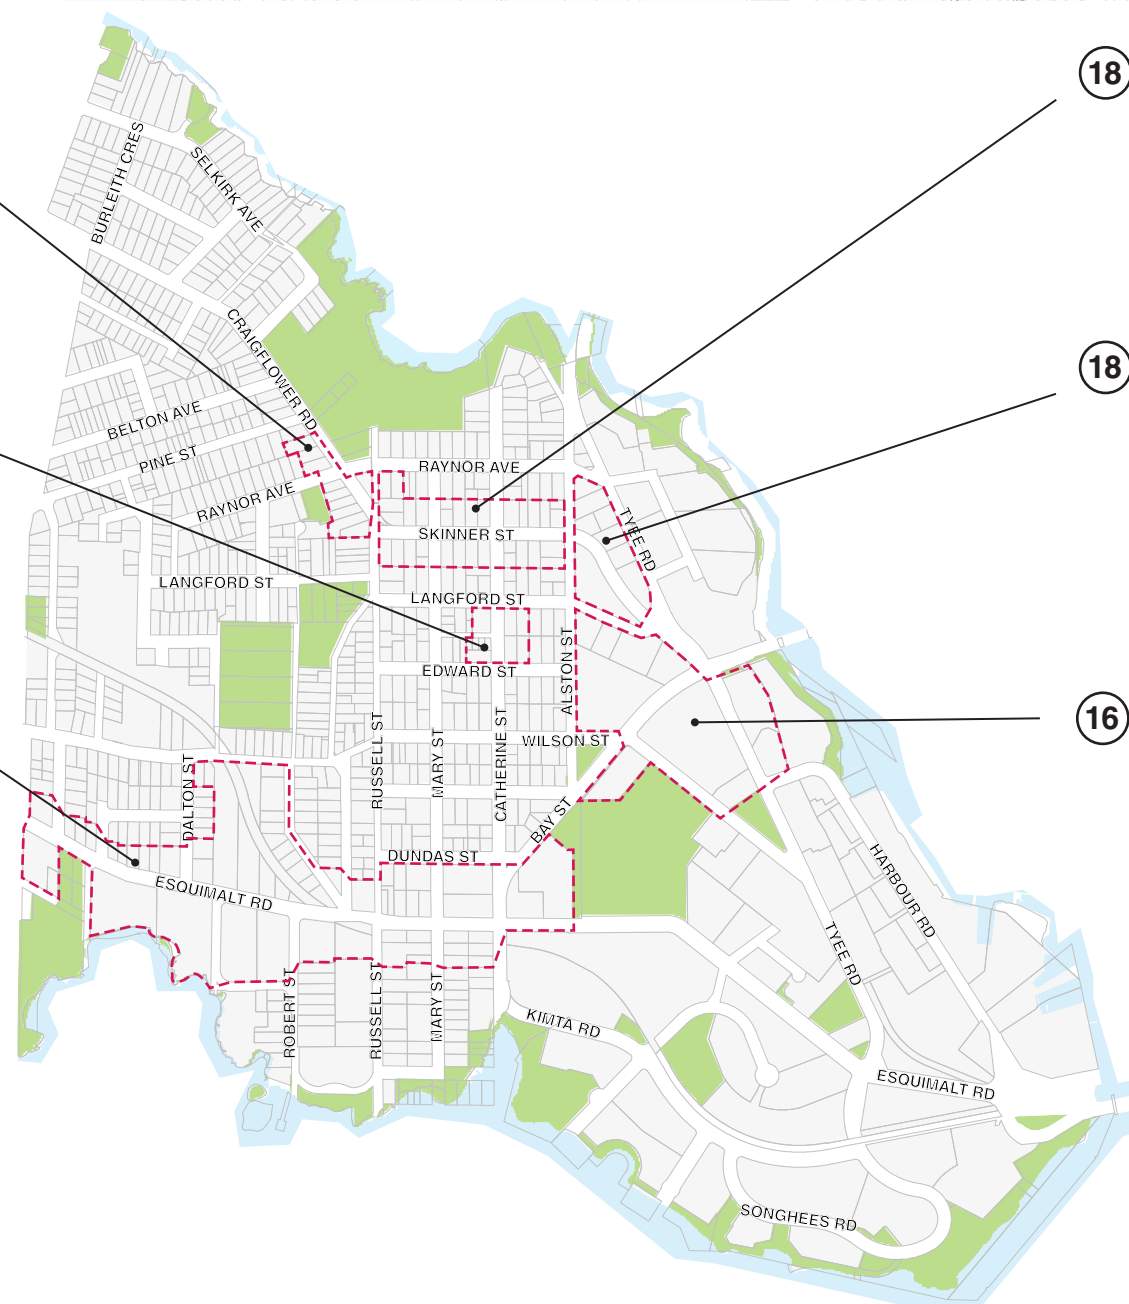 18
BURLEITH CRES
SELKIRK AVE
CRAIGFLOWER RD
18
BELTON AVE
PINE ST
RAYNOR AVE
RAYNOR AVE
SKINNER ST
TYEE RD
LANGFORD ST
LANGFORD ST
EDWARD ST
ALSTON ST
16
WILSON ST
RUSSELL ST
MARY ST
CATHERINE ST
DALTON ST
BAY ST
DUNDAS ST
ESQUIMALT RD
HARBOUR RD
TYEE RD
ROBERT ST
RUSSELL ST
MARY ST
KIMTA RD
ESQUIMALT RD
SONGHEES RD